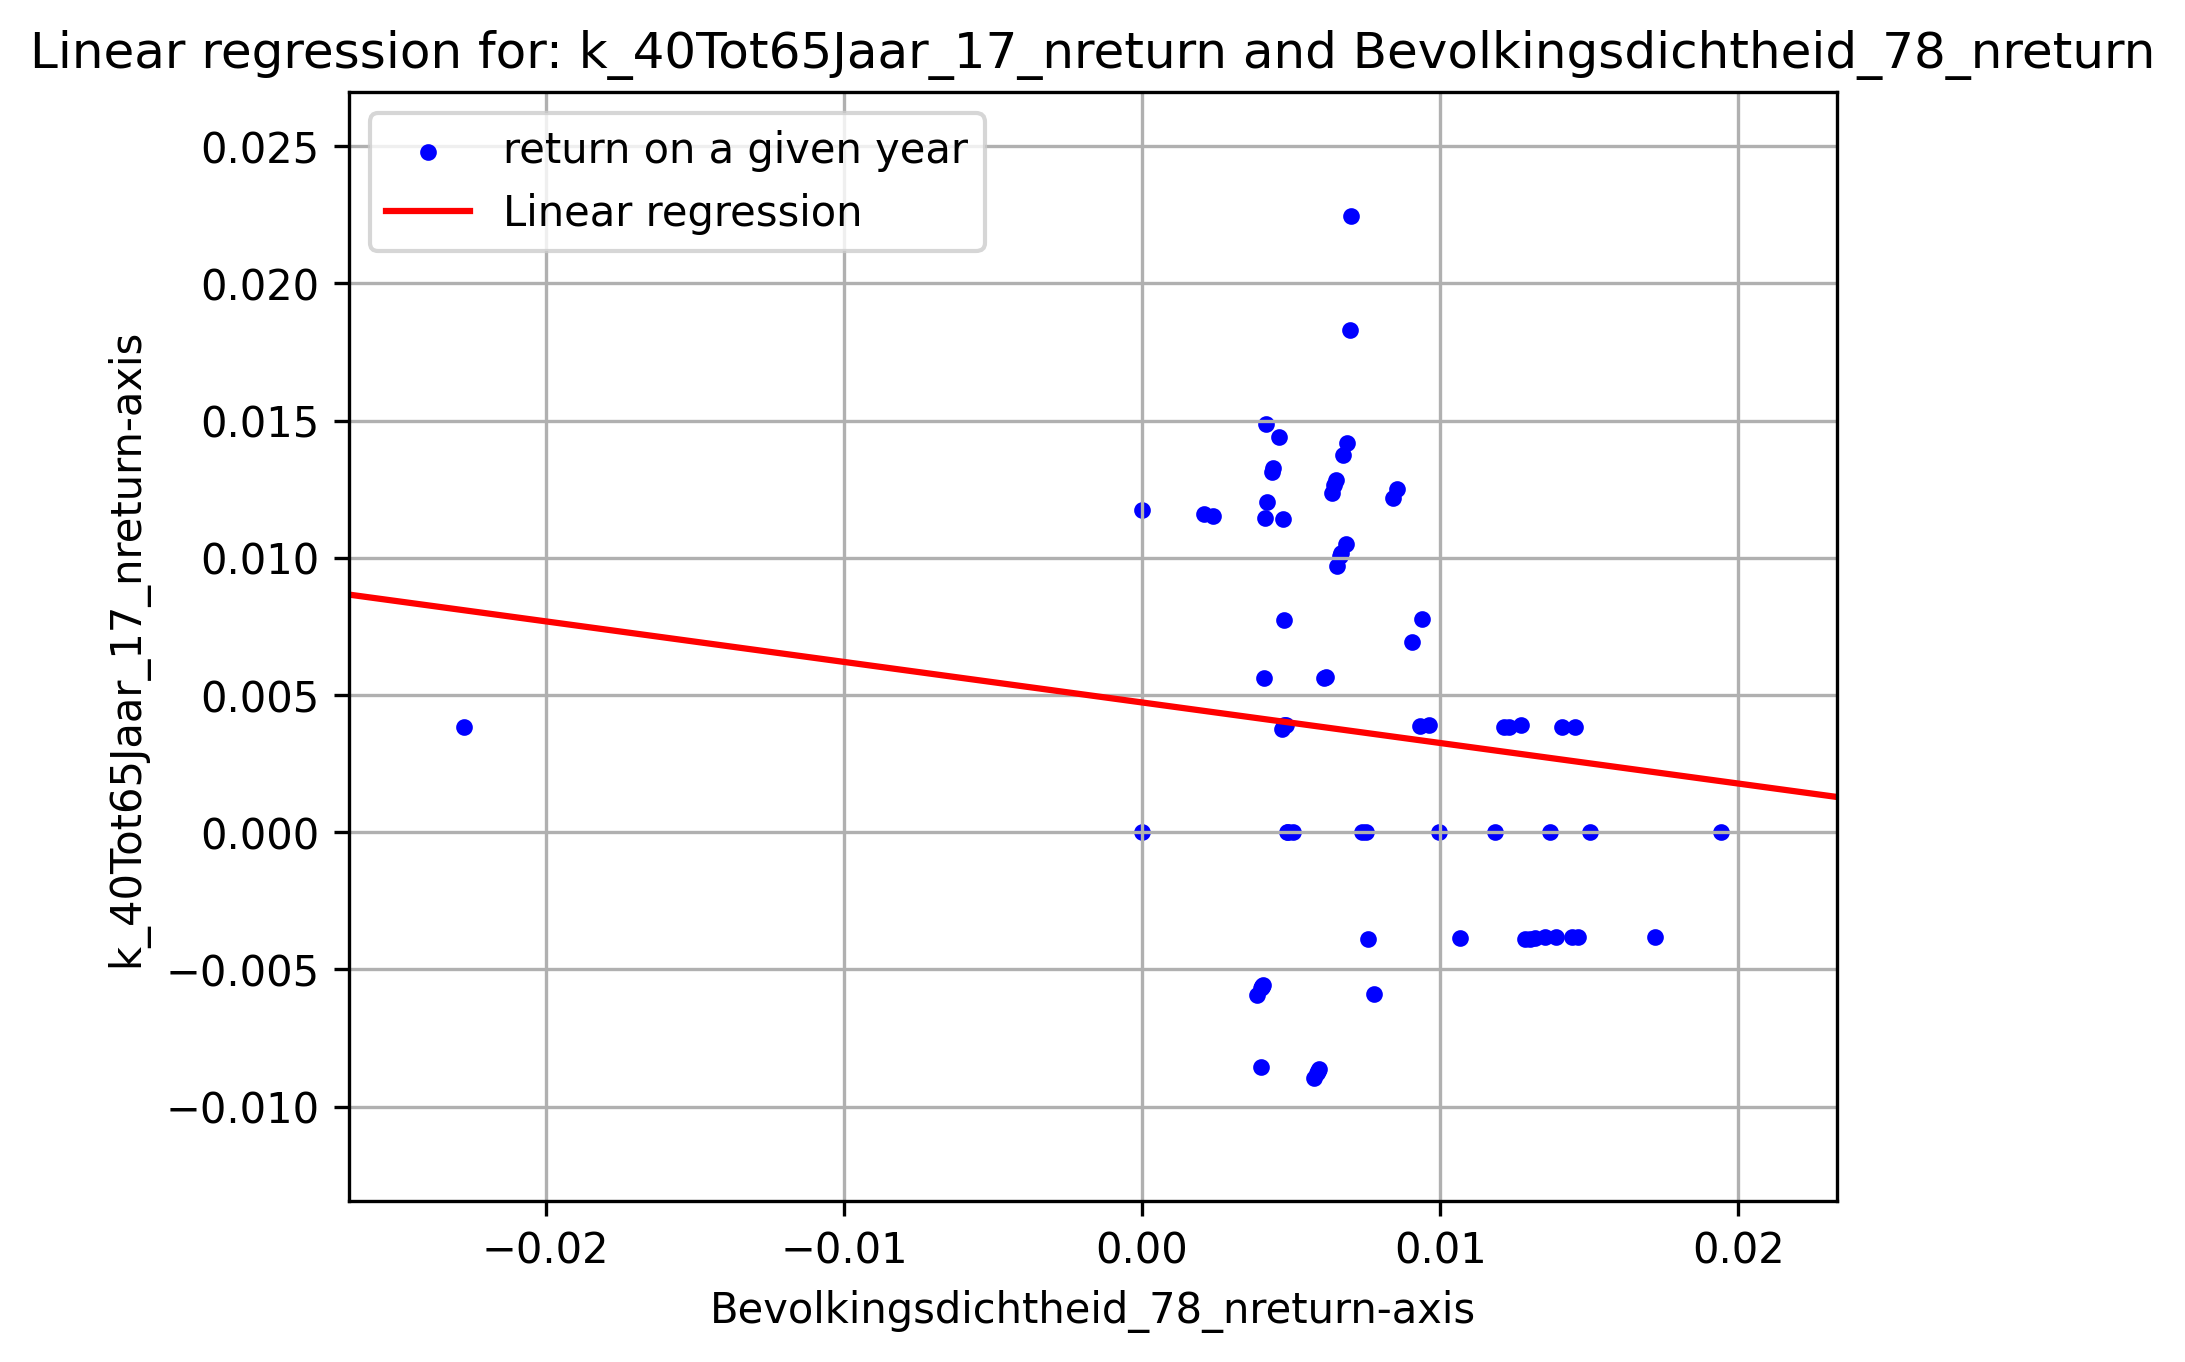 Linear regression for: k_40Tot65Jaar_17_nreturn and Bevolkingsdichtheid_78_nreturn
return on a given year
Linear regression
0.025
0.020
0.015
0.010
0.005
0.000
−0.005
−0.010
k_40Tot65Jaar_17_nreturn-axis
−0.02
−0.01
0.00
0.01
0.02
Bevolkingsdichtheid_78_nreturn-axis